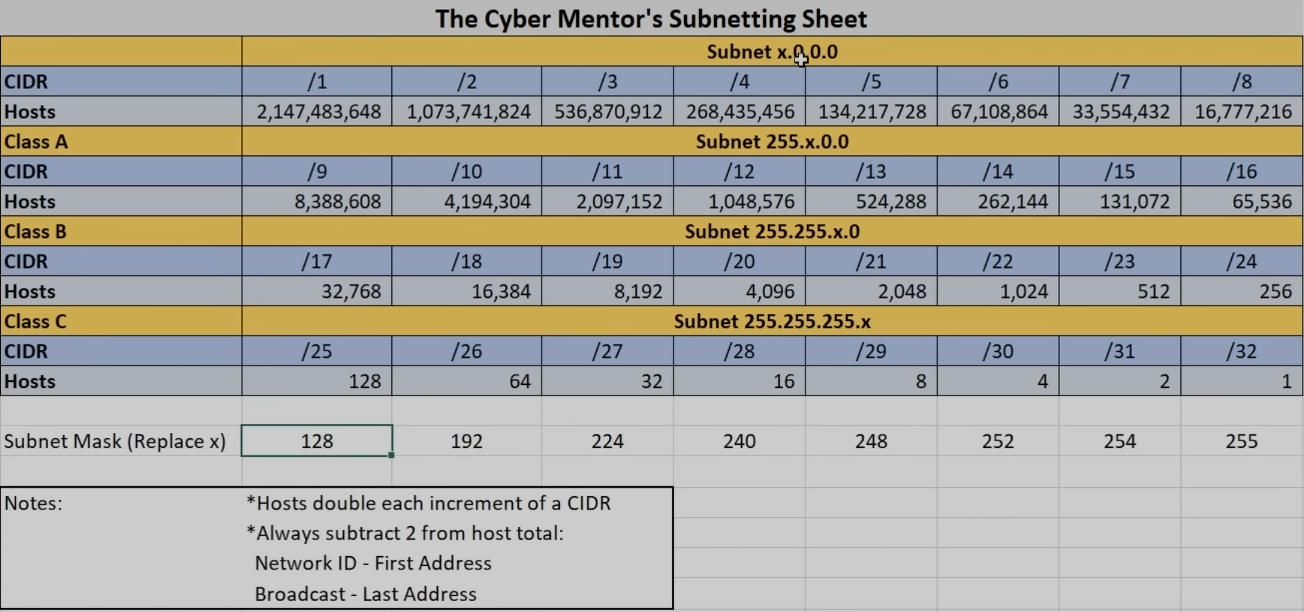 The Cyber Mentor's Subnetting Sheet
Subnet x.0.0.0
CIDR /1 /2 /3 /4 /5 /6 /7 /8
Hosts 2,147,483,648 1,073,741,824 536,870,912 268,435,456 134,217,728 67,108,864 33,554,432 16,777,216
Class A Subnet 255.x.0.0
CIDR /9 /10 /11 /12 /13 /14 /15 /16
Hosts 8,388,608 4,194,304 2,097,152 1,048,576 524,288 262,144 131,072 65,536
Class B Subnet 255.255.x.0
CIDR /17 /18 /19 /20 /21 /22 /23 /24
Hosts 32,768 16,384 8,192 4,096 2,048 1,024 512 256
Class C Subnet 255.255.255.x
CIDR /25 /26 /27 /28 /29 /30 /31 /32
Hosts 128 64 32 16 8 4 2 1
Subnet Mask (Replace x) 128 192 224 240 248 252 254 255
Notes: *Hosts double each increment of a CIDR
*Always subtract 2 from host total:
Network ID - First Address
Broadcast - Last Address